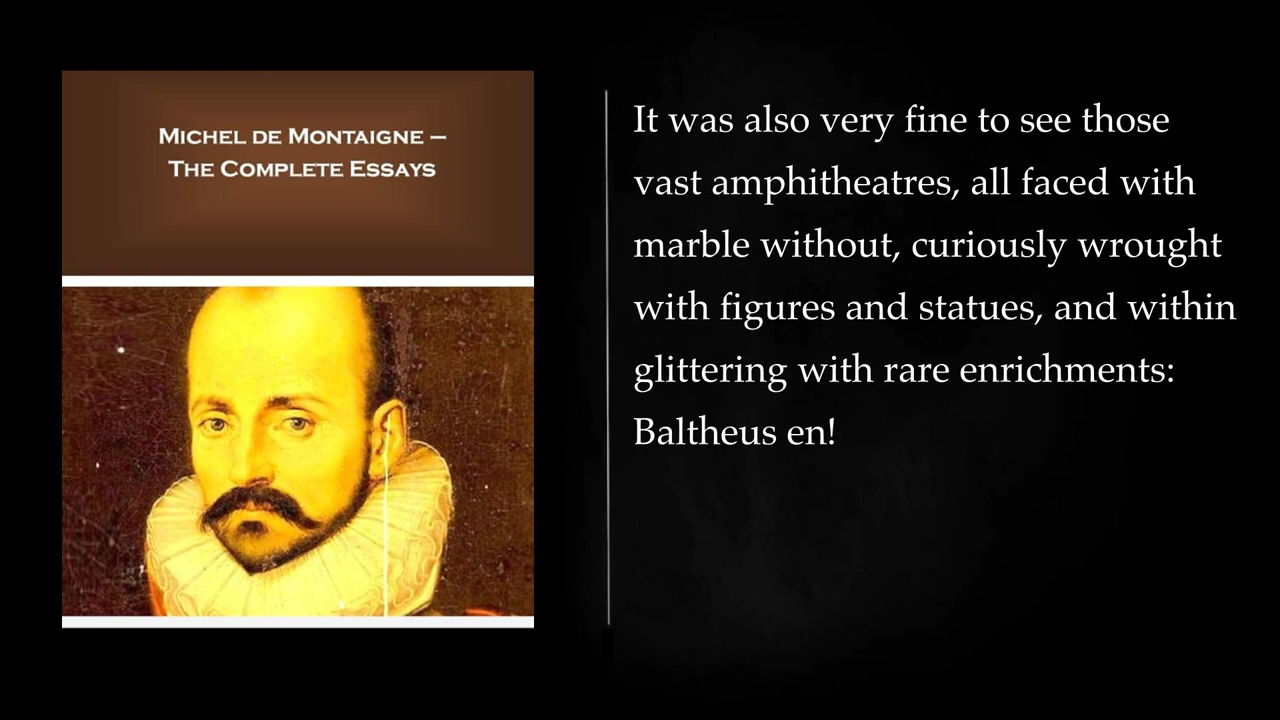 MICHEL DE MONTAIGNE –
THE COMPLETE ESSAYS
It was also very fine to see those
vast amphitheatres, all faced with
marble without, curiously wrought
with figures and statues, and within
glittering with rare enrichments:
Baltheus en!